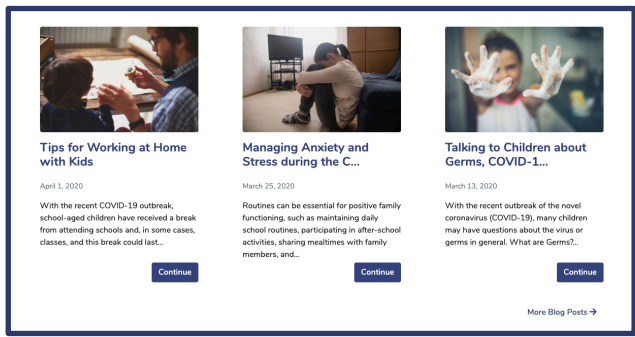 Tips for Working at Home
with Kids
April 1, 2020
With the recent COVID-19 outbreak,
school-aged children have received a break
from attending schools and, in some cases,
classes, and this break could last...
Continue
Managing Anxiety and
Stress during the C...
March 25, 2020
Routines can be essential for positive family
functioning, such as maintaining daily
school routines, participating in after-school
activities, sharing mealtimes with family
members, and...
Continue
Talking to Children about
Germs, COVID-1...
March 13, 2020
With the recent outbreak of the novel
coronavirus (COVID-19), many children
may have questions about the virus or
germs in general. What are Germs?...
Continue
More Blog Posts →